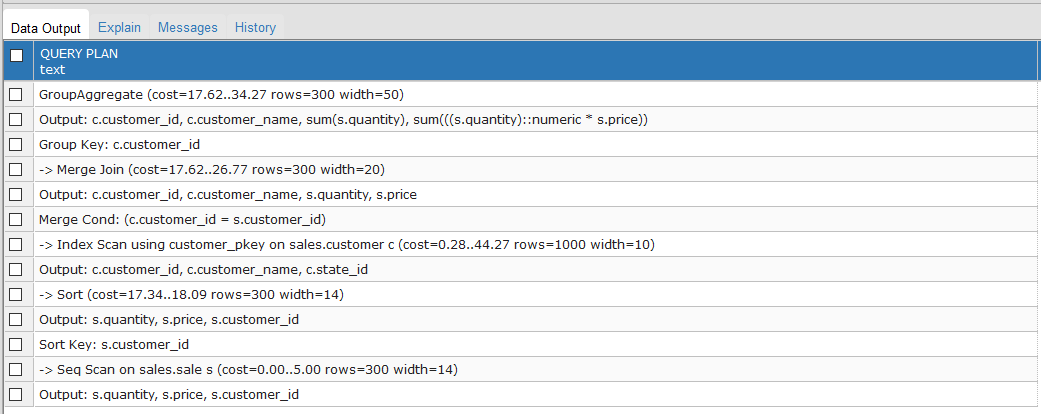 Data Output Explain Messages History
QUERY PLAN
text
GroupAggregate (cost=17.62..34.27 rows=300 width=50)
Output: c.customer_id, c.customer_name, sum(s.quantity), sum(((s.quantity)::numeric * s.price))
Group Key: c.customer_id
-> Merge Join (cost=17.62..26.77 rows=300 width=20)
Output: c.customer_id, c.customer_name, s.quantity, s.price
Merge Cond: (c.customer_id = s.customer_id)
-> Index Scan using customer_pkey on sales.customer c (cost=0.28..44.27 rows=1000 width=10)
Output: c.customer_id, c.customer_name, c.state_id
-> Sort (cost=17.34..18.09 rows=300 width=14)
Output: s.quantity, s.price, s.customer_id
Sort Key: s.customer_id
-> Seq Scan on sales.sale s (cost=0.00..5.00 rows=300 width=14)
Output: s.quantity, s.price, s.customer_id